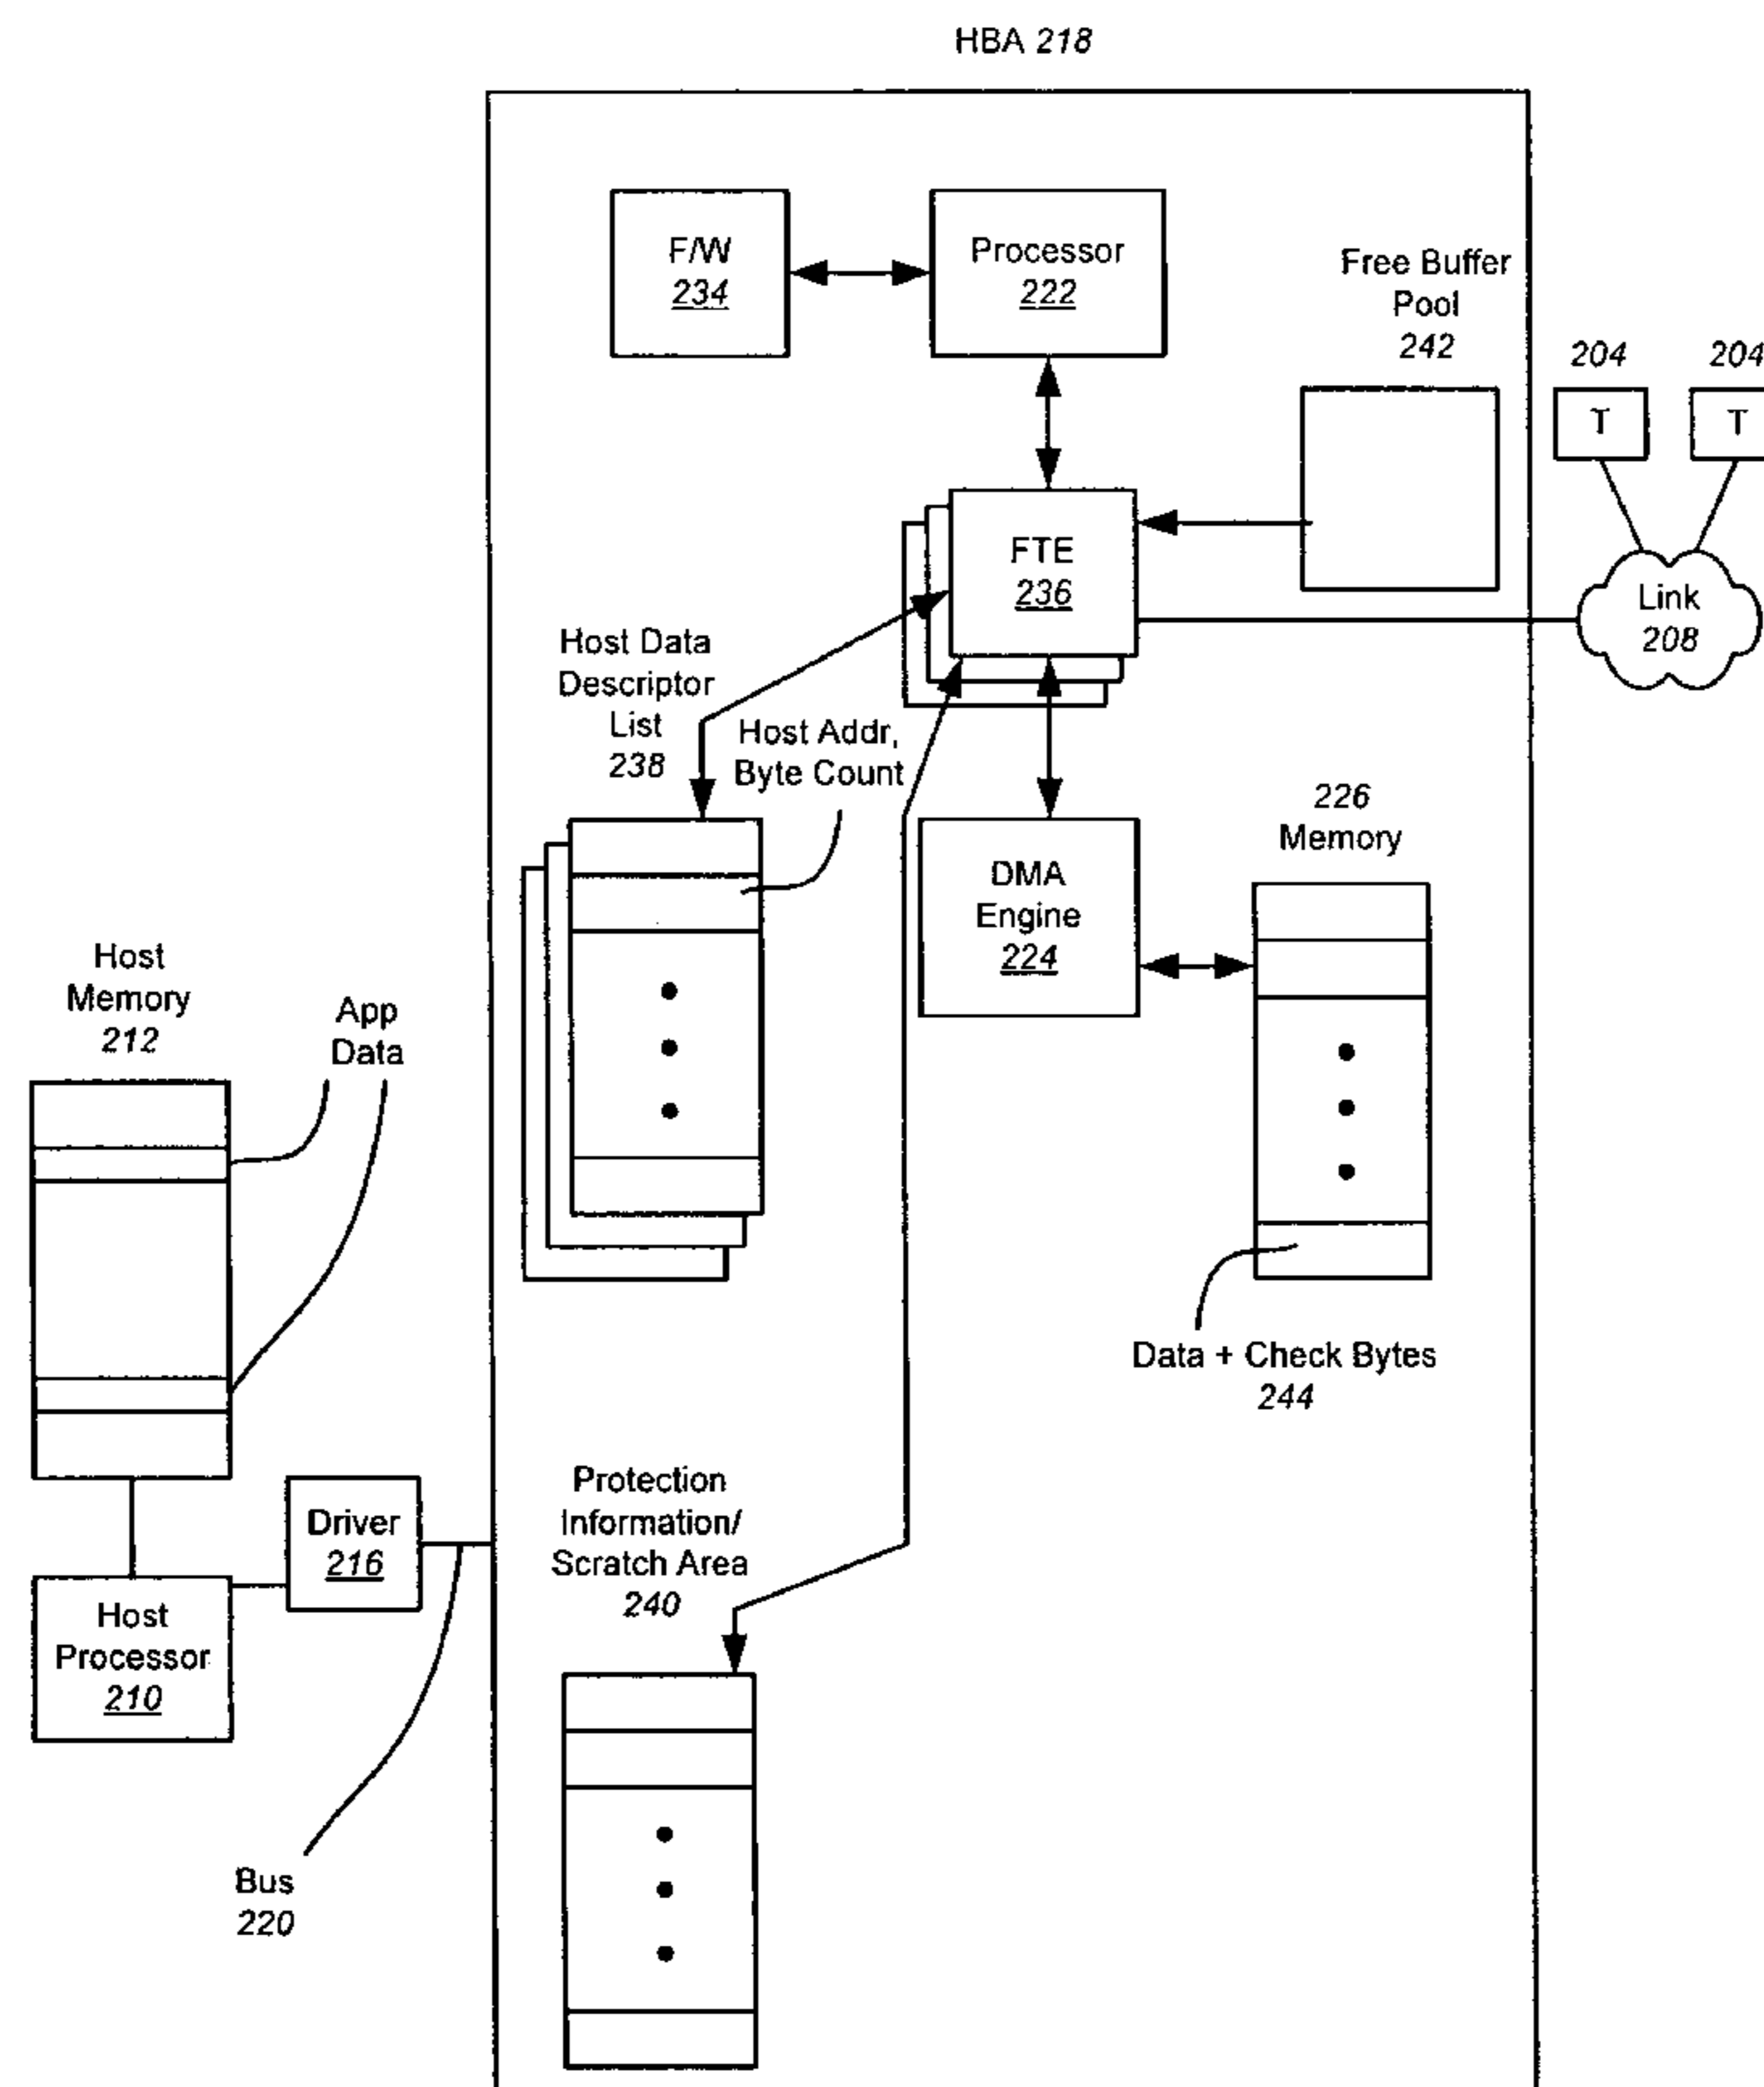 HBA 218
F/W
234
Processor
222
Free Buffer
Pool
242
204
204
T
T
FTE
236
Link
208
Host Data
Descriptor
List
238
Host Addr,
Byte Count
226
Memory
DMA
Engine
224
Host
Memory
212
App
Data
Data + Check Bytes
244
Protection
Information/
Scratch Area
240
Driver
216
Host
Processor
210
Bus
220